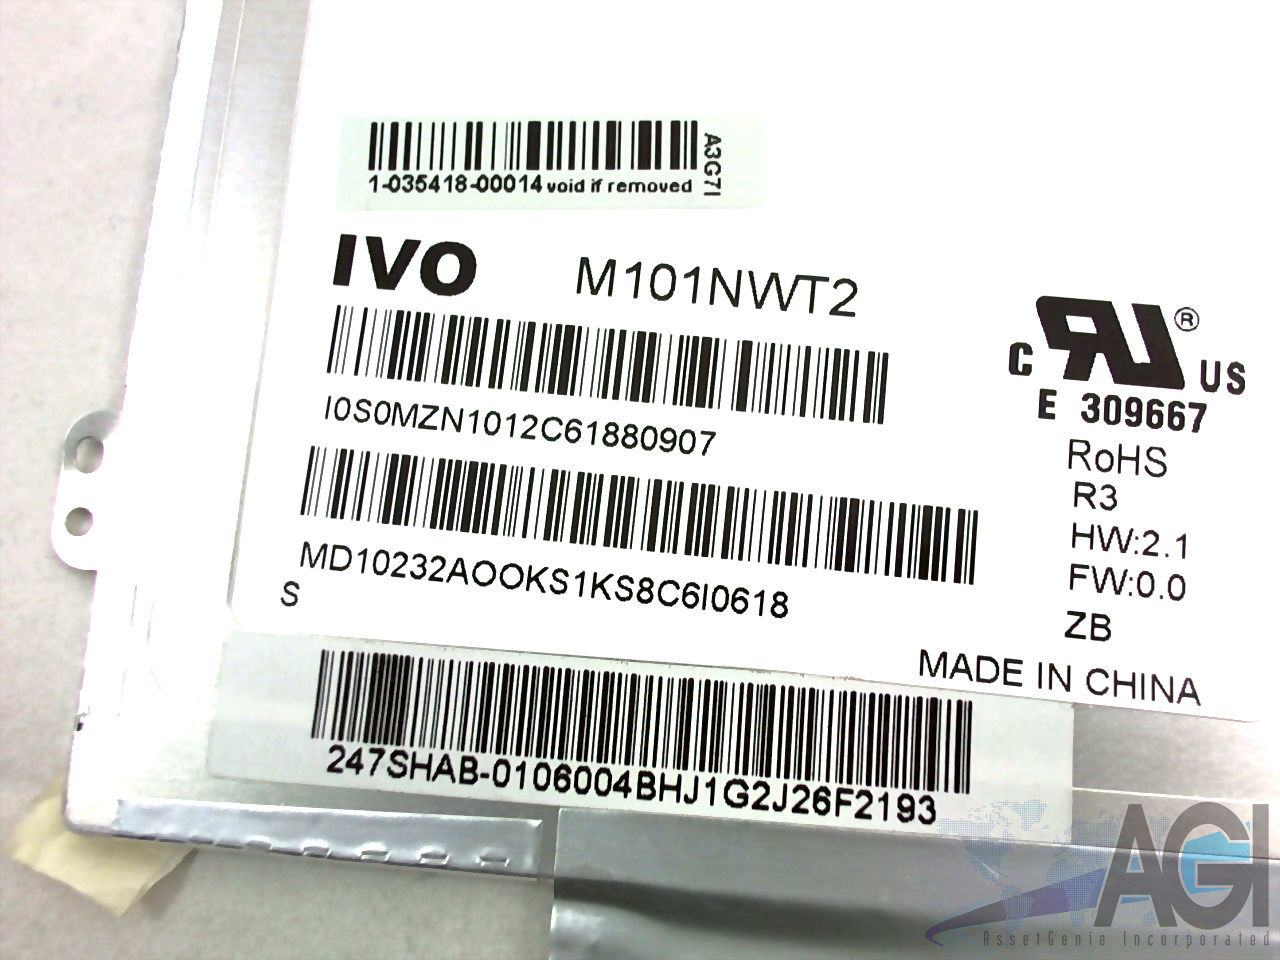 A3G7I
1-035418-00014 void if removed
IVO M101NWT2
I0S0MZN1012C61880907
MD10232AOOKS1KS8C6I0618
S
C UR ® US
E 309667
RoHS
R3
HW:2.1
FW:0.0
ZB
MADE IN CHINA
247SHAB-0106004BHJ1G2J26F2193
AGI
AssetGenie Incorporated